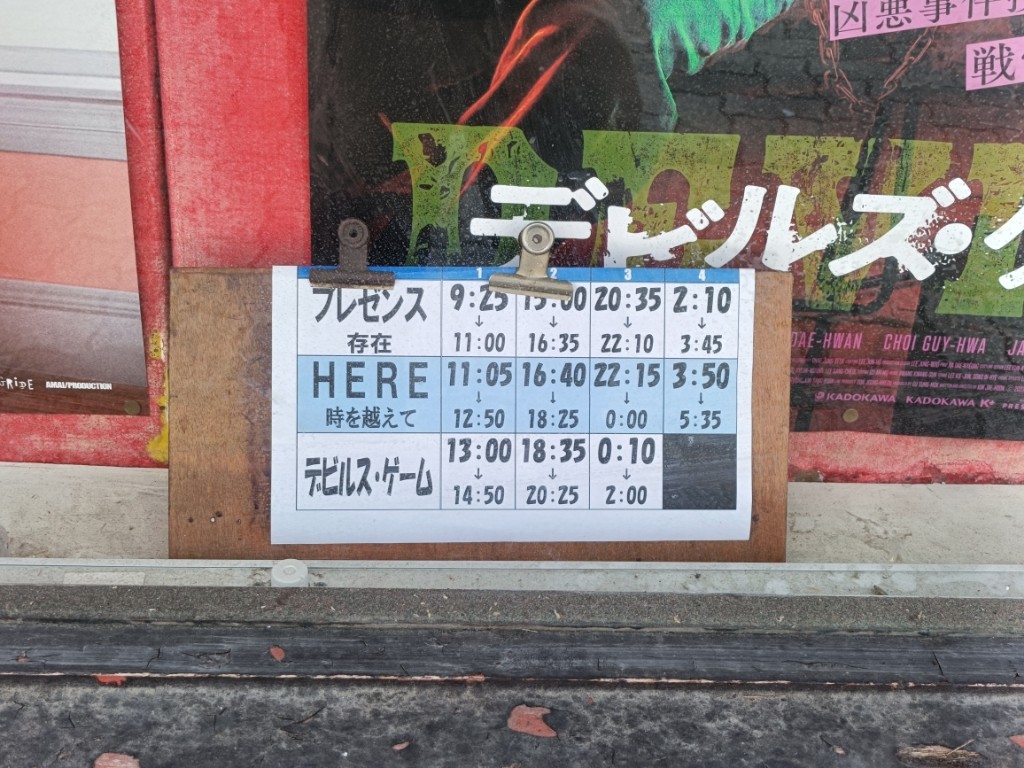 凶悪事件
戦
デビルズ・
TAE-HWAN CHOI GUY-HWA
KADOKAWA KADOKAWA K+
AMAI/PRODUCTION
1 2 3 4
プレゼンス 9:25 15:00 20:35 2:10
↓ ↓ ↓ ↓
存在 11:00 16:35 22:10 3:45
HERE 11:05 16:40 22:15 3:50
↓ ↓ ↓ ↓
時を越えて 12:50 18:25 0:00 5:35
デビルズ・ゲーム 13:00 18:35 0:10
↓ ↓ ↓
14:50 20:25 2:00